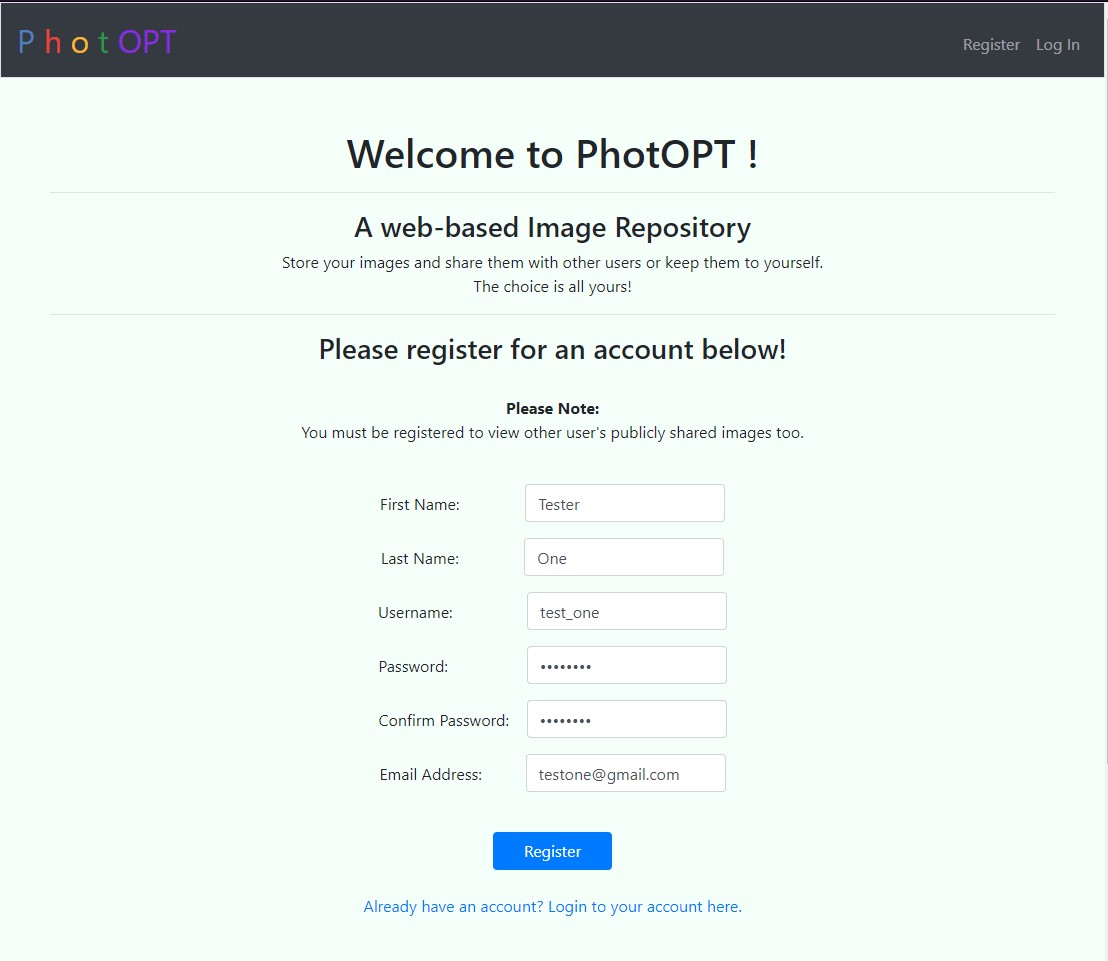 P h o t OPT
Register Log In
Welcome to PhotOPT !
A web-based Image Repository
Store your images and share them with other users or keep them to yourself.
The choice is all yours!
Please register for an account below!
Please Note:
You must be registered to view other user's publicly shared images too.
First Name: Tester
Last Name: One
Username: test_one
Password: ••••••••
Confirm Password: ••••••••
Email Address: testone@gmail.com
Register
Already have an account? Login to your account here.